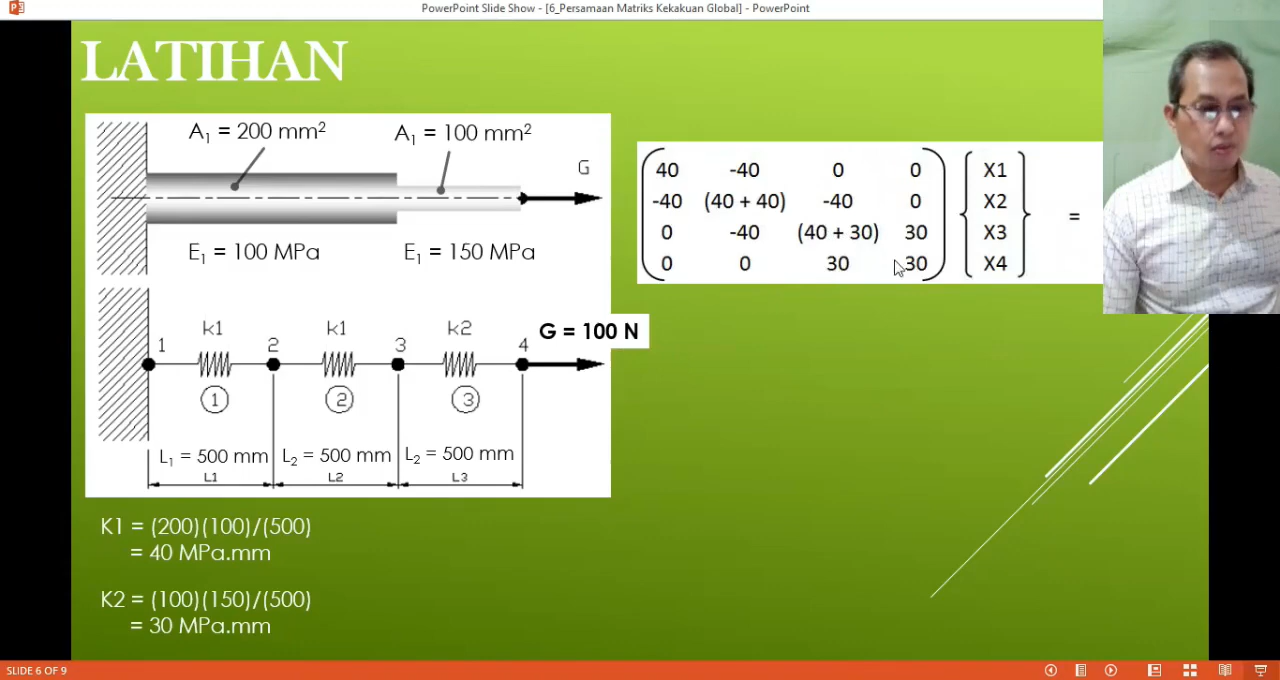 PowerPoint Slide Show - [6_Persamaan Matriks Kekakuan Global] - PowerPoint
LATIHAN
A1 = 200 mm2
A1 = 100 mm2
G
E1 = 100 MPa
E1 = 150 MPa
k1
k1
k2
G = 100 N
1
2
3
4
1
2
3
L1 = 500 mm
L2 = 500 mm
L2 = 500 mm
L1
L2
L3
K1 = (200)(100)/(500)
= 40 MPa.mm
K2 = (100)(150)/(500)
= 30 MPa.mm
40 -40 0 0 X1
-40 (40 + 40) -40 0 X2
=
0 -40 (40 + 30) 30 X3
0 0 30 30 X4
SLIDE 6 OF 9